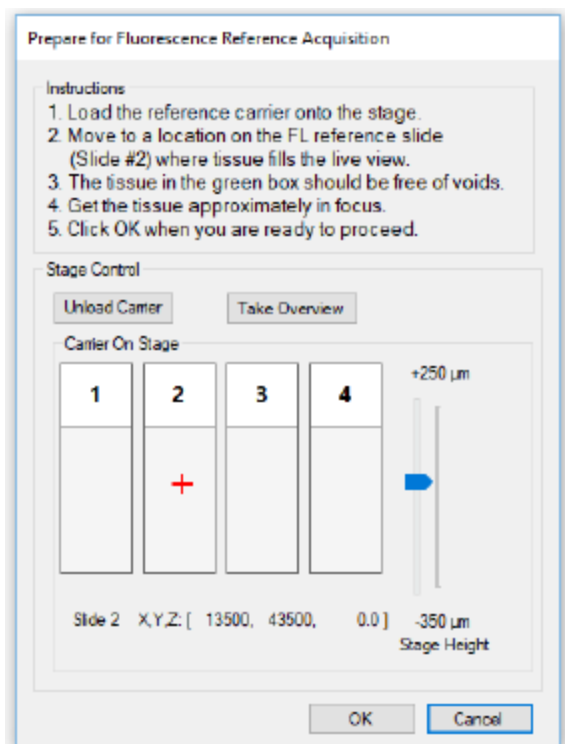 Prepare for Fluorescence Reference Acquisition
Instructions
1. Load the reference carrier onto the stage.
2. Move to a location on the FL reference slide
(Slide #2) where tissue fills the live view.
3. The tissue in the green box should be free of voids.
4. Get the tissue approximately in focus.
5. Click OK when you are ready to proceed.
Stage Control
Unload Carrier Take Overview
Carrier On Stage
1 2 3 4
+250 µm
Slide 2 X,Y,Z: [ 13500, 43500, 0.0 ]
-350 µm
Stage Height
OK Cancel